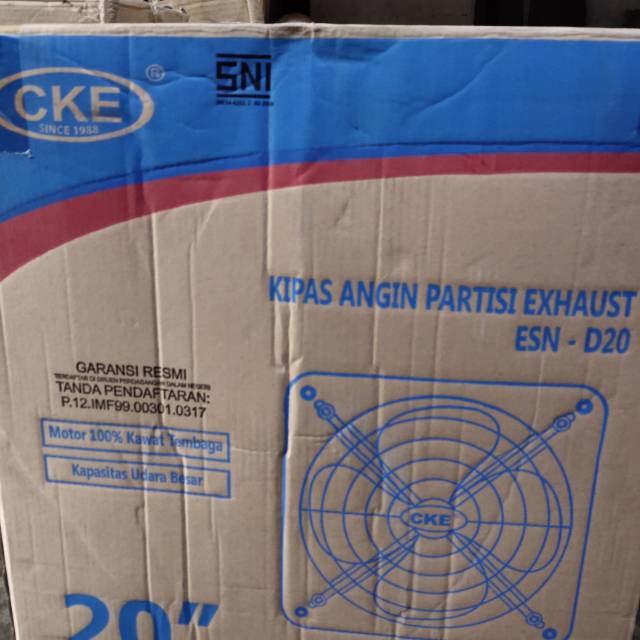 CKE
®
SINCE 1988
SNI
KIPAS ANGIN PARTISI EXHAUST
ESN - D20
GARANSI RESMI
TANDA PENDAFTARAN:
P.12.IMF99.00301.0317
Motor 100% Kawat Tembaga
Kapasitas Udara Besar
CKE
20"